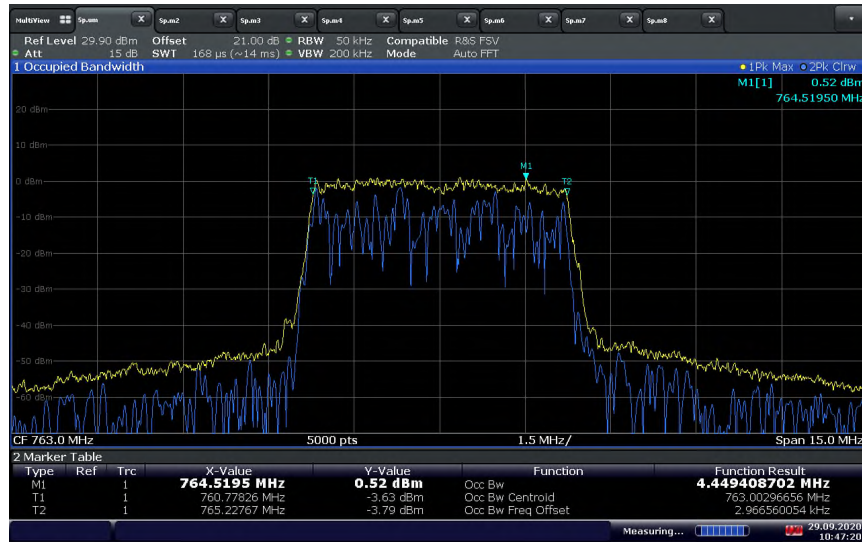 MultiView Sp.um X Sp.m2 X Sp.m3 X Sp.m4 X Sp.m5 X Sp.m6 X Sp.m7 X Sp.m8 X
Ref Level 29.90 dBm Offset 21.00 dB RBW 50 kHz Compatible R&S FSV
Att 15 dB SWT 168 µs (~14 ms) VBW 200 kHz Mode Auto FFT
1 Occupied Bandwidth 1Pk Max 2Pk Clrw
M1[1] 0.52 dBm
764.51950 MHz
20 dBm
10 dBm
M1
0 dBm T1 T2
-10 dBm
-20 dBm
-30 dBm
-40 dBm
-50 dBm
-60 dBm
CF 763.0 MHz 5000 pts 1.5 MHz/ Span 15.0 MHz
2 Marker Table
Type Ref Trc X-Value Y-Value Function Function Result
M1 1 764.5195 MHz 0.52 dBm Occ Bw 4.449408702 MHz
T1 1 760.77826 MHz -3.63 dBm Occ Bw Centroid 763.00296656 MHz
T2 1 765.22767 MHz -3.79 dBm Occ Bw Freq Offset 2.966560054 kHz
Measuring... 29.09.2020
10:47:20